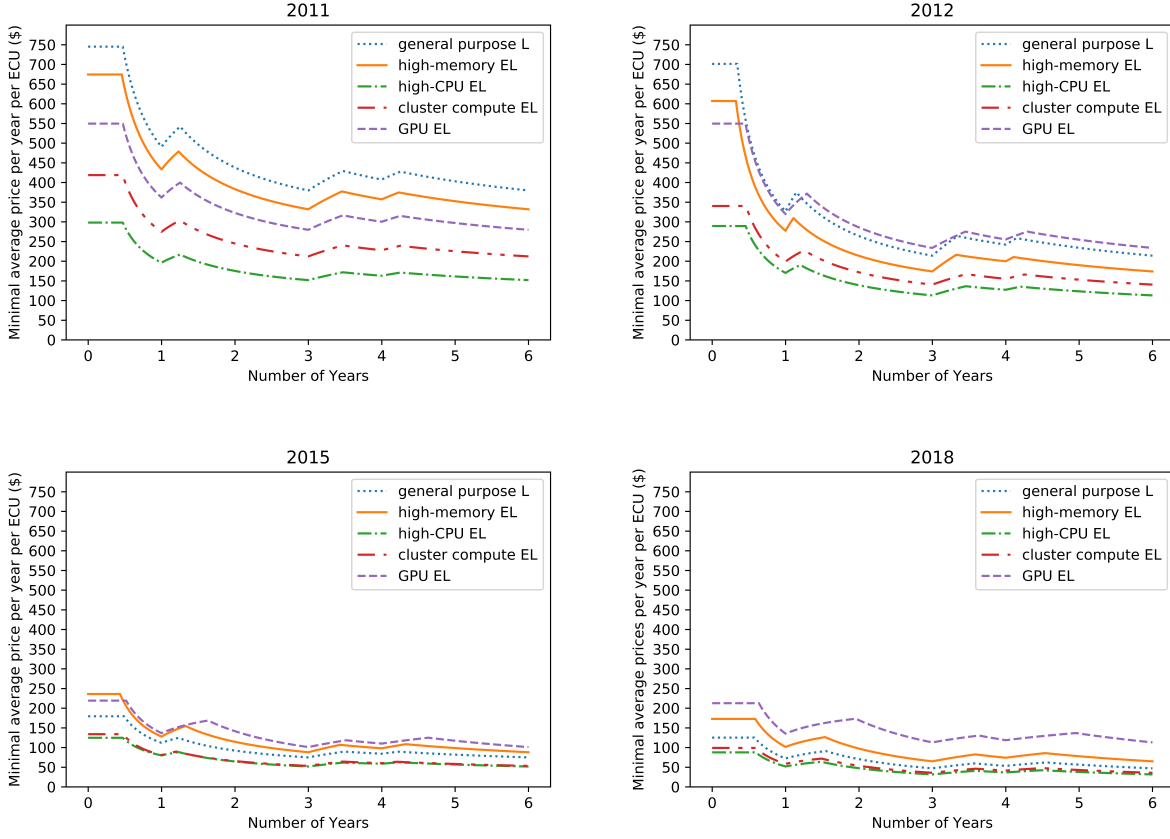 2011
Minimal average price per year per ECU ($)
750
700
650
600
550
500
450
400
350
300
250
200
150
100
50
0
general purpose L
high-memory EL
high-CPU EL
cluster compute EL
GPU EL
0 1 2 3 4 5 6
Number of Years
2012
Minimal average price per year per ECU ($)
750
700
650
600
550
500
450
400
350
300
250
200
150
100
50
0
general purpose L
high-memory EL
high-CPU EL
cluster compute EL
GPU EL
0 1 2 3 4 5 6
Number of Years
2015
Minimal average price per year per ECU ($)
750
700
650
600
550
500
450
400
350
300
250
200
150
100
50
0
general purpose L
high-memory EL
high-CPU EL
cluster compute EL
GPU EL
0 1 2 3 4 5 6
Number of Years
2018
Minimal average prices per year per ECU ($)
750
700
650
600
550
500
450
400
350
300
250
200
150
100
50
0
general purpose L
high-memory EL
high-CPU EL
cluster compute EL
GPU EL
0 1 2 3 4 5 6
Number of Years